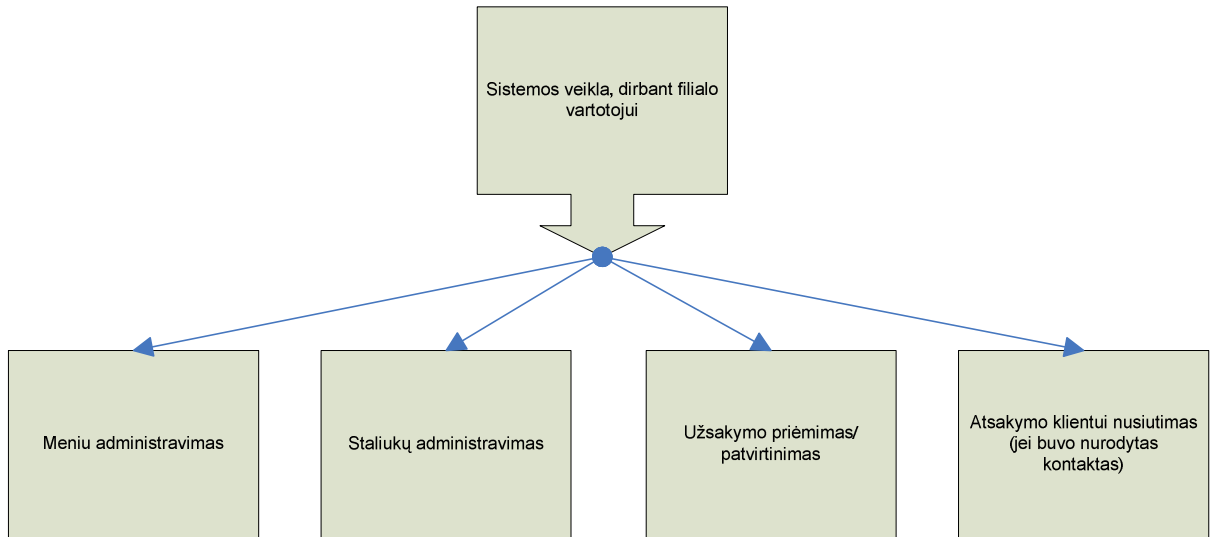 Sistemos veikla, dirbant filialo
vartotojui
Meniu administravimas
Staliukų administravimas
Užsakymo priėmimas/
patvirtinimas
Atsakymo klientui nusiutimas
(jei buvo nurodytas
kontaktas)